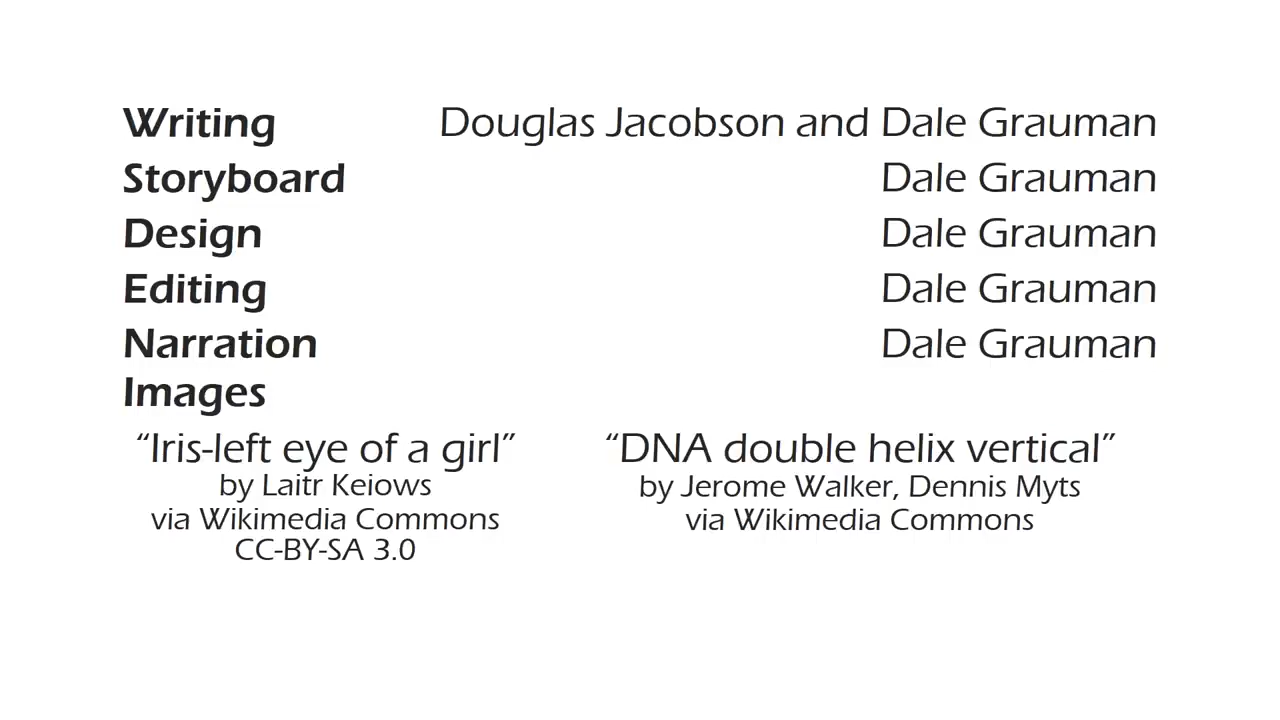 Writing Douglas Jacobson and Dale Grauman
Storyboard Dale Grauman
Design Dale Grauman
Editing Dale Grauman
Narration Dale Grauman
Images
“Iris-left eye of a girl”
by Laitr Keiows
via Wikimedia Commons
CC-BY-SA 3.0
“DNA double helix vertical”
by Jerome Walker, Dennis Myts
via Wikimedia Commons